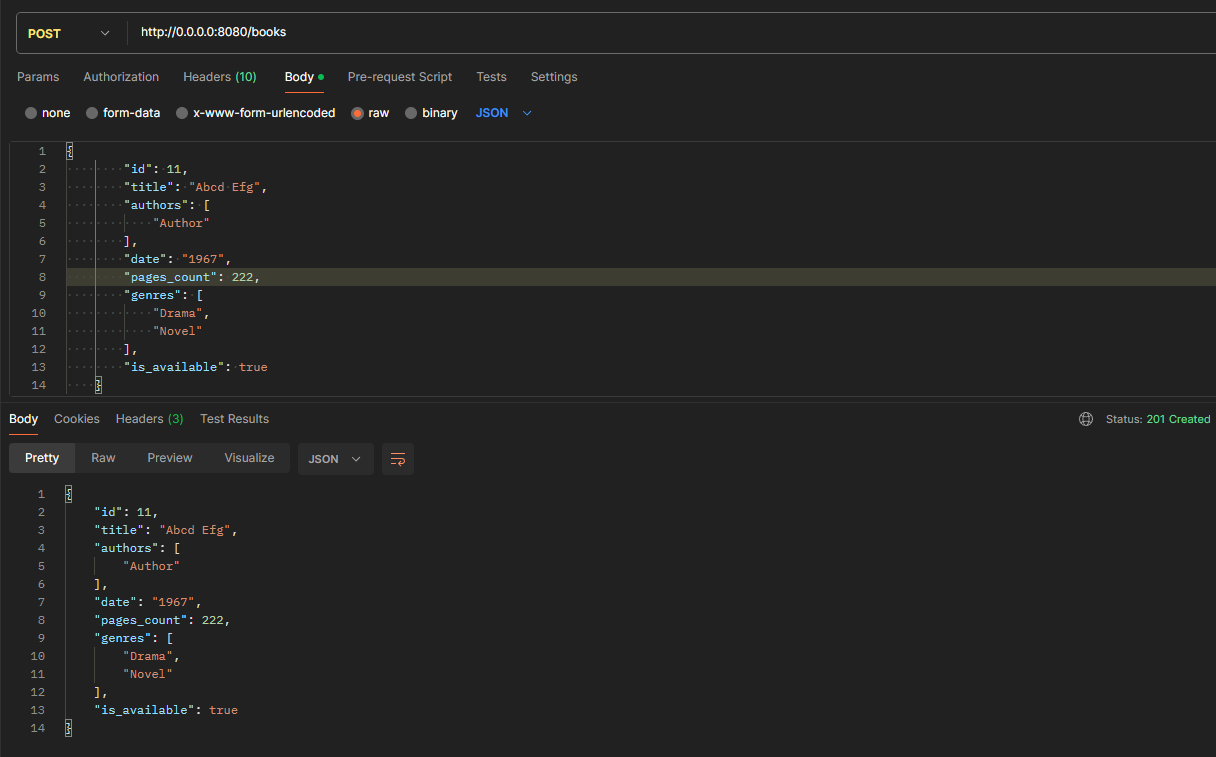 POST http://0.0.0.0:8080/books
Params Authorization Headers (10) Body Pre-request Script Tests Settings
none form-data x-www-form-urlencoded raw binary JSON
1 {
2 "id": 11,
3 "title": "Abcd Efg",
4 "authors": [
5 "Author"
6 ],
7 "date": "1967",
8 "pages_count": 222,
9 "genres": [
10 "Drama",
11 "Novel"
12 ],
13 "is_available": true
14 }
Body Cookies Headers (3) Test Results Status: 201 Created
Pretty Raw Preview Visualize JSON
1 {
2 "id": 11,
3 "title": "Abcd Efg",
4 "authors": [
5 "Author"
6 ],
7 "date": "1967",
8 "pages_count": 222,
9 "genres": [
10 "Drama",
11 "Novel"
12 ],
13 "is_available": true
14 }